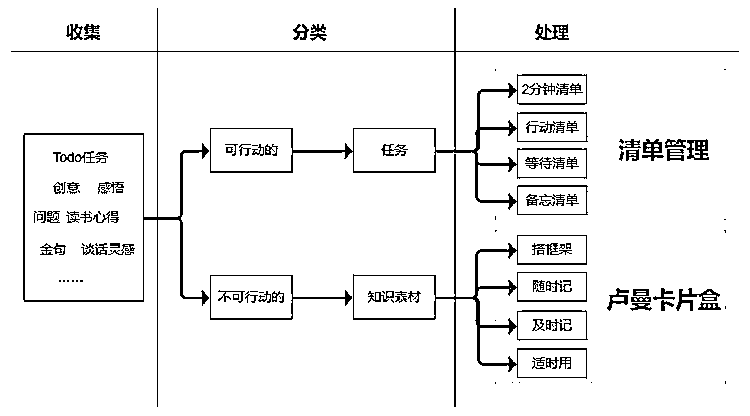 收集
分类
处理
Todo任务
创意 感悟
问题 读书心得
金句 谈话灵感
......
可行动的
任务
2分钟清单
行动清单
等待清单
备忘清单
清单管理
不可行动的
知识素材
搭框架
随时记
及时记
适时用
卢曼卡片盒